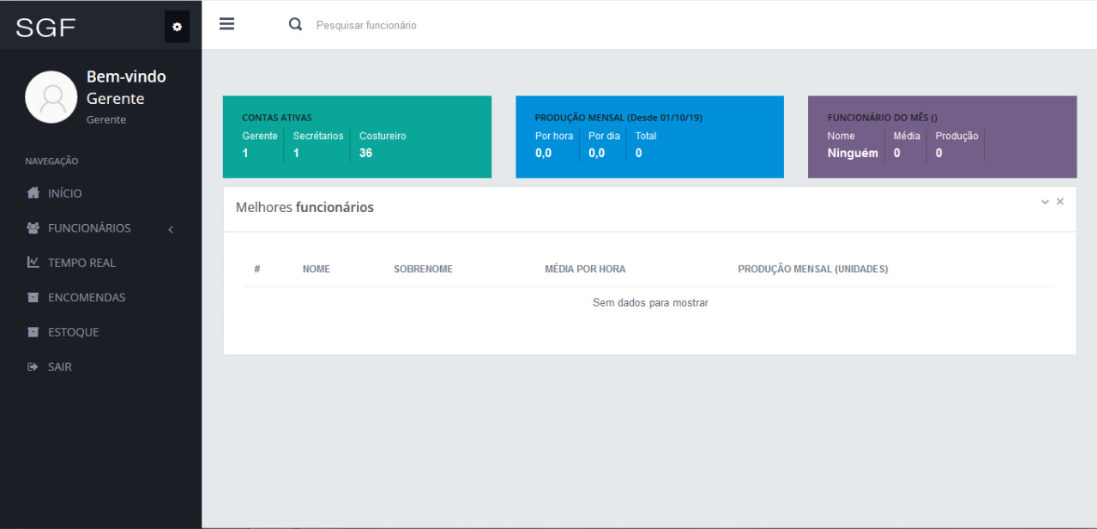 SGF
Pesquisar funcionário
Bem-vindo
Gerente
Gerente
NAVEGAÇÃO
INÍCIO
FUNCIONÁRIOS
TEMPO REAL
ENCOMENDAS
ESTOQUE
SAIR
CONTAS ATIVAS
Gerente Secrétarios Costureiro
1 1 36
PRODUÇÃO MENSAL (Desde 01/10/19)
Por hora Por dia Total
0,0 0,0 0
FUNCIONÁRIO DO MÊS ()
Nome Média Produção
Ninguém 0 0
Melhores funcionários
# NOME SOBRENOME MÉDIA POR HORA PRODUÇÃO MENSAL (UNIDADES)
Sem dados para mostrar